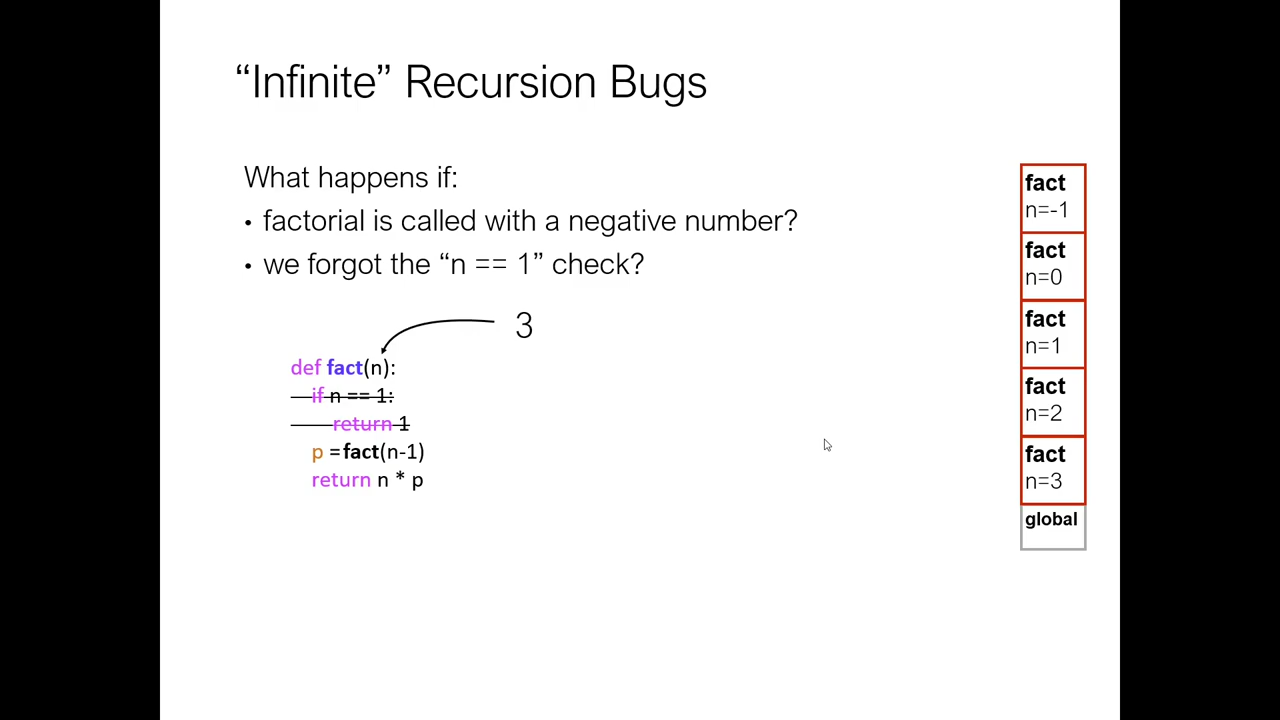 “Infinite” Recursion Bugs
What happens if:
• factorial is called with a negative number?
• we forgot the “n == 1” check?
3
def fact(n):
if n == 1:
return 1
p =fact(n-1)
return n * p
fact
n=-1
fact
n=0
fact
n=1
fact
n=2
fact
n=3
global